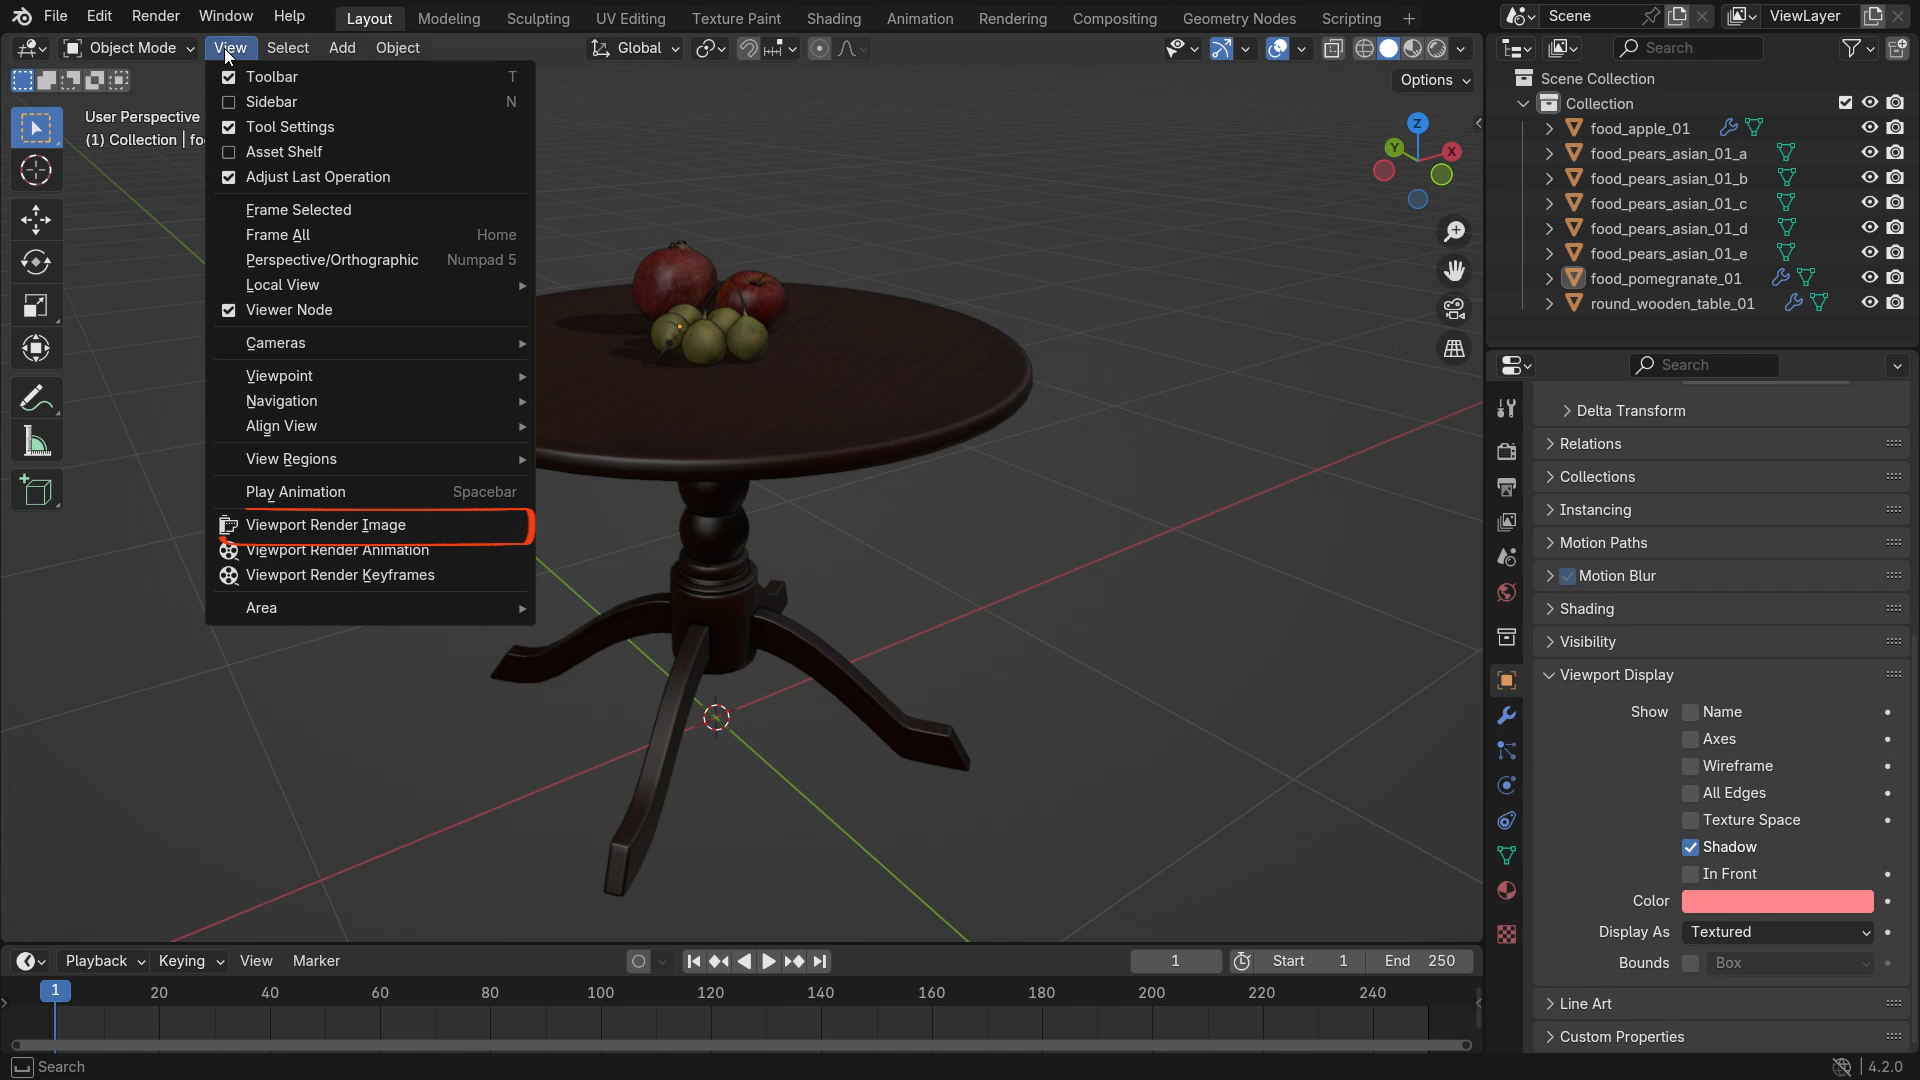 File Edit Render Window Help Layout Modeling Sculpting UV Editing Texture Paint Shading Animation Rendering Compositing Geometry Nodes Scripting + Scene ViewLayer
Object Mode View Select Add Object Global Search
Options
User Perspective
(1) Collection | fo
Toolbar T
Sidebar N
Tool Settings
Asset Shelf
Adjust Last Operation
Frame Selected
Frame All Home
Perspective/Orthographic Numpad 5
Local View
Viewer Node
Cameras
Viewpoint
Navigation
Align View
View Regions
Play Animation Spacebar
Viewport Render Image
Viewport Render Animation
Viewport Render Keyframes
Area
Z
Y
X
Scene Collection
Collection
food_apple_01
food_pears_asian_01_a
food_pears_asian_01_b
food_pears_asian_01_c
food_pears_asian_01_d
food_pears_asian_01_e
food_pomegranate_01
round_wooden_table_01
Search
Delta Transform
Relations
Collections
Instancing
Motion Paths
Motion Blur
Shading
Visibility
Viewport Display
Show Name
Axes
Wireframe
All Edges
Texture Space
Shadow
In Front
Color
Display As Textured
Bounds Box
Line Art
Custom Properties
Playback Keying View Marker 1 Start 1 End 250
1 20 40 60 80 100 120 140 160 180 200 220 240
Search 4.2.0